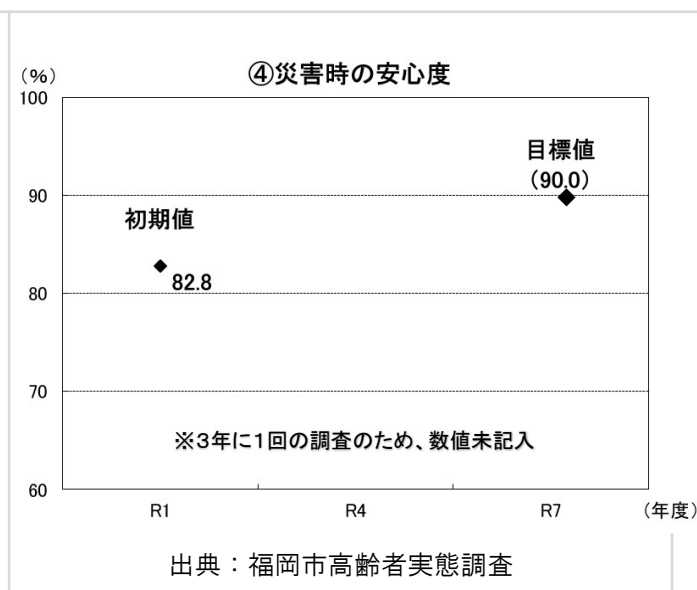 ④災害時の安心度
(%)
100
90
80
70
60
初期値
82.8
目標値
（90.0）
※3年に1回の調査のため、数値未記入
R1
R4
R7
(年度)
出典：福岡市高齢者実態調査